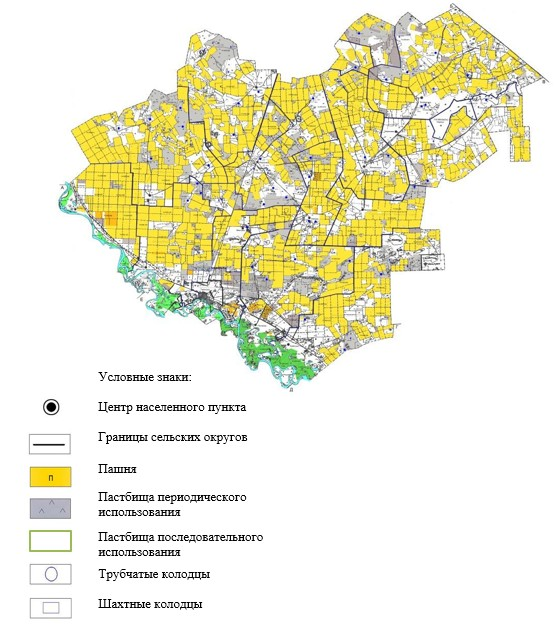 Условные знаки:
Центр населенного пункта
Границы сельских округов
п
Пашня
Пастбища периодического
использования
Пастбища последовательного
использования
Трубчатые колодцы
Шахтные колодцы